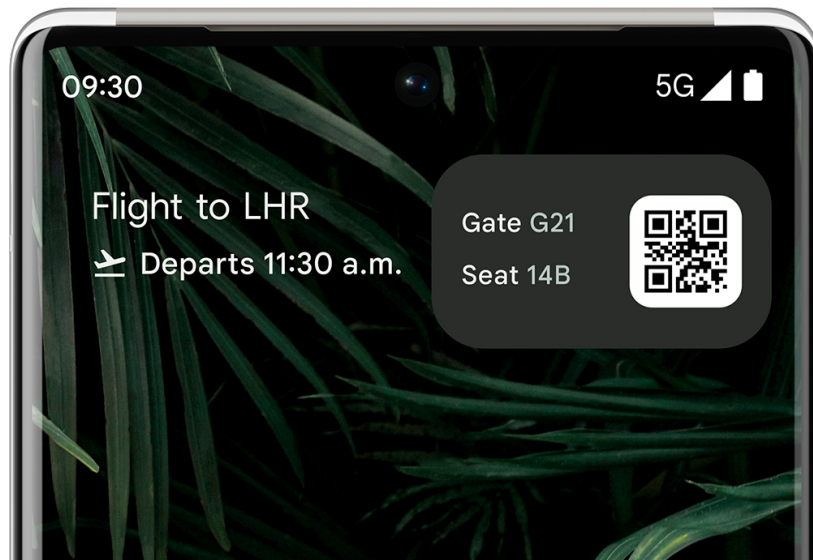 09:30
5G
Flight to LHR
Departs 11:30 a.m.
Gate G21
Seat 14B